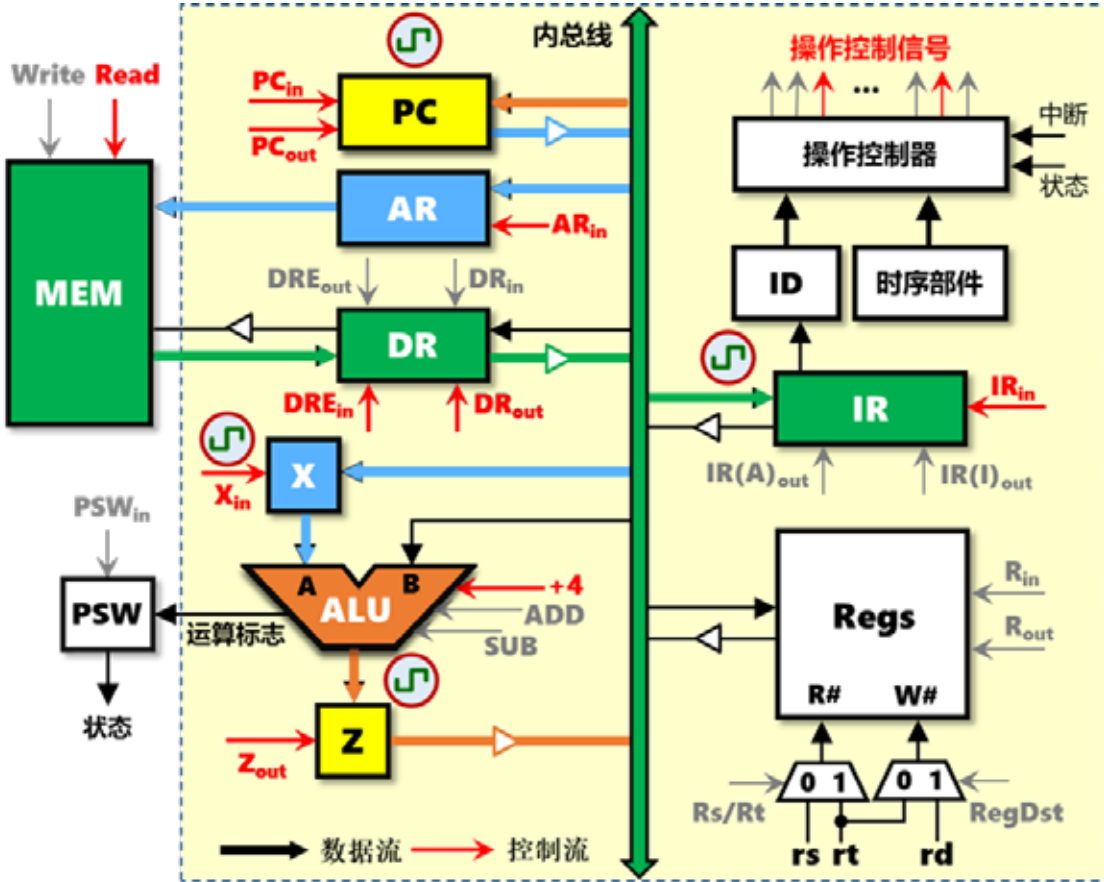 内总线
操作控制信号
Write Read
PCin
PC
PCout
...
中断
操作控制器
状态
AR
ARin
MEM
DREout
DRin
ID
时序部件
DR
DREin
DRout
IR
IRin
IR(A)out
IR(I)out
X
Xin
PSWin
A
B
ALU
+4
ADD
SUB
PSW
运算标志
状态
Regs
Rin
Rout
R#
W#
Z
Zout
0 1
0 1
Rs/Rt
RegDst
rs rt rd
数据流
控制流